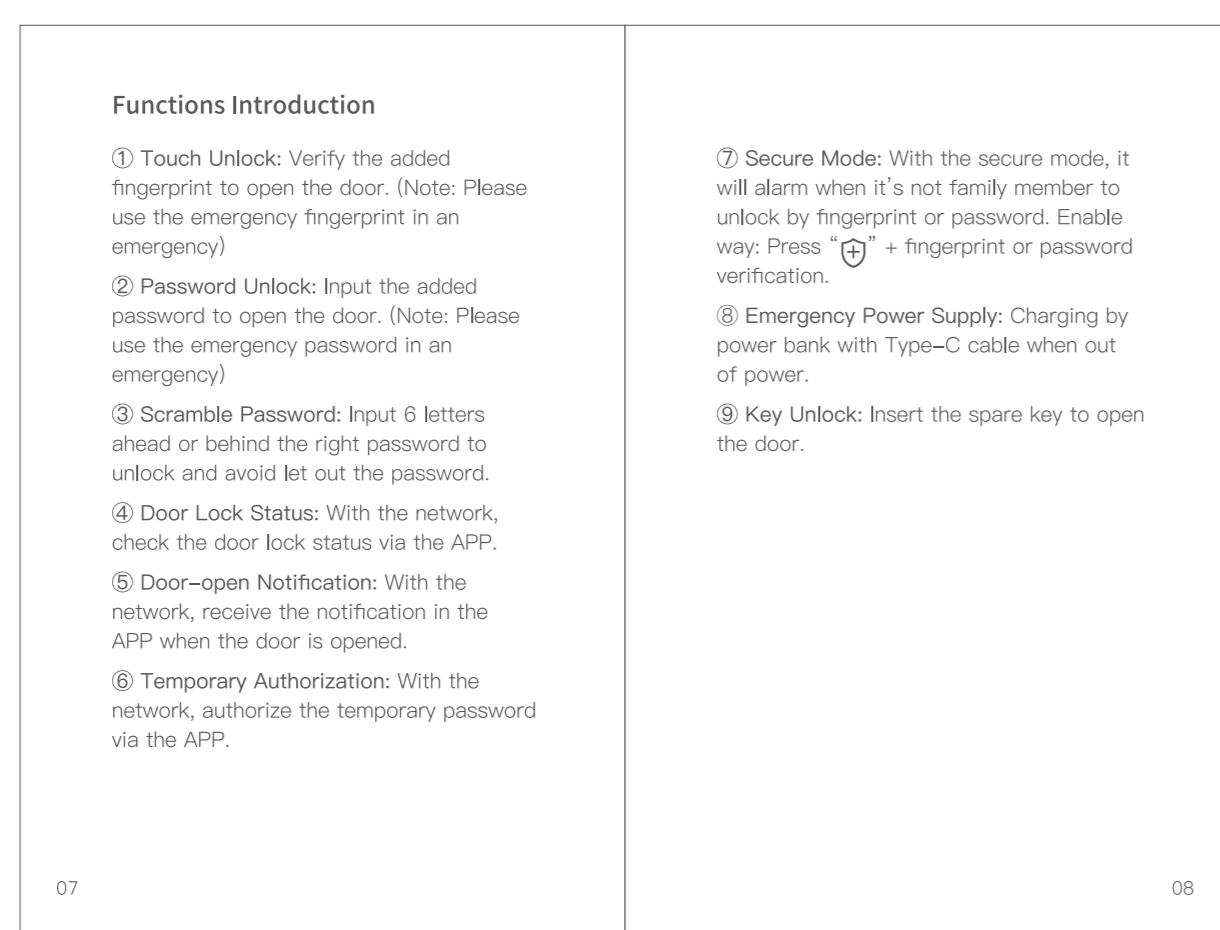 Functions Introduction
① Touch Unlock: Verify the added
fingerprint to open the door. (Note: Please
use the emergency fingerprint in an
emergency)
② Password Unlock: Input the added
password to open the door. (Note: Please
use the emergency password in an
emergency)
③ Scramble Password: Input 6 letters
ahead or behind the right password to
unlock and avoid let out the password.
④ Door Lock Status: With the network,
check the door lock status via the APP.
⑤ Door–open Notification: With the
network, receive the notification in the
APP when the door is opened.
⑥ Temporary Authorization: With the
network, authorize the temporary password
via the APP.
07
⑦ Secure Mode: With the secure mode, it
will alarm when it’s not family member to
unlock by fingerprint or password. Enable
way: Press “ ” + fingerprint or password
verification.
⑧ Emergency Power Supply: Charging by
power bank with Type–C cable when out
of power.
⑨ Key Unlock: Insert the spare key to open
the door.
08